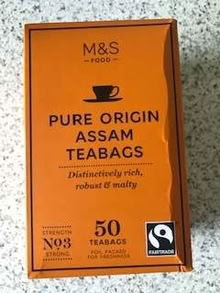 M&S
FOOD
PURE ORIGIN
ASSAM
TEABAGS
Distinctively rich,
robust & malty
STRENGTH
No3
STRONG
50
TEABAGS
FOIL PACKED
FOR FRESHNESS
FAIRTRADE